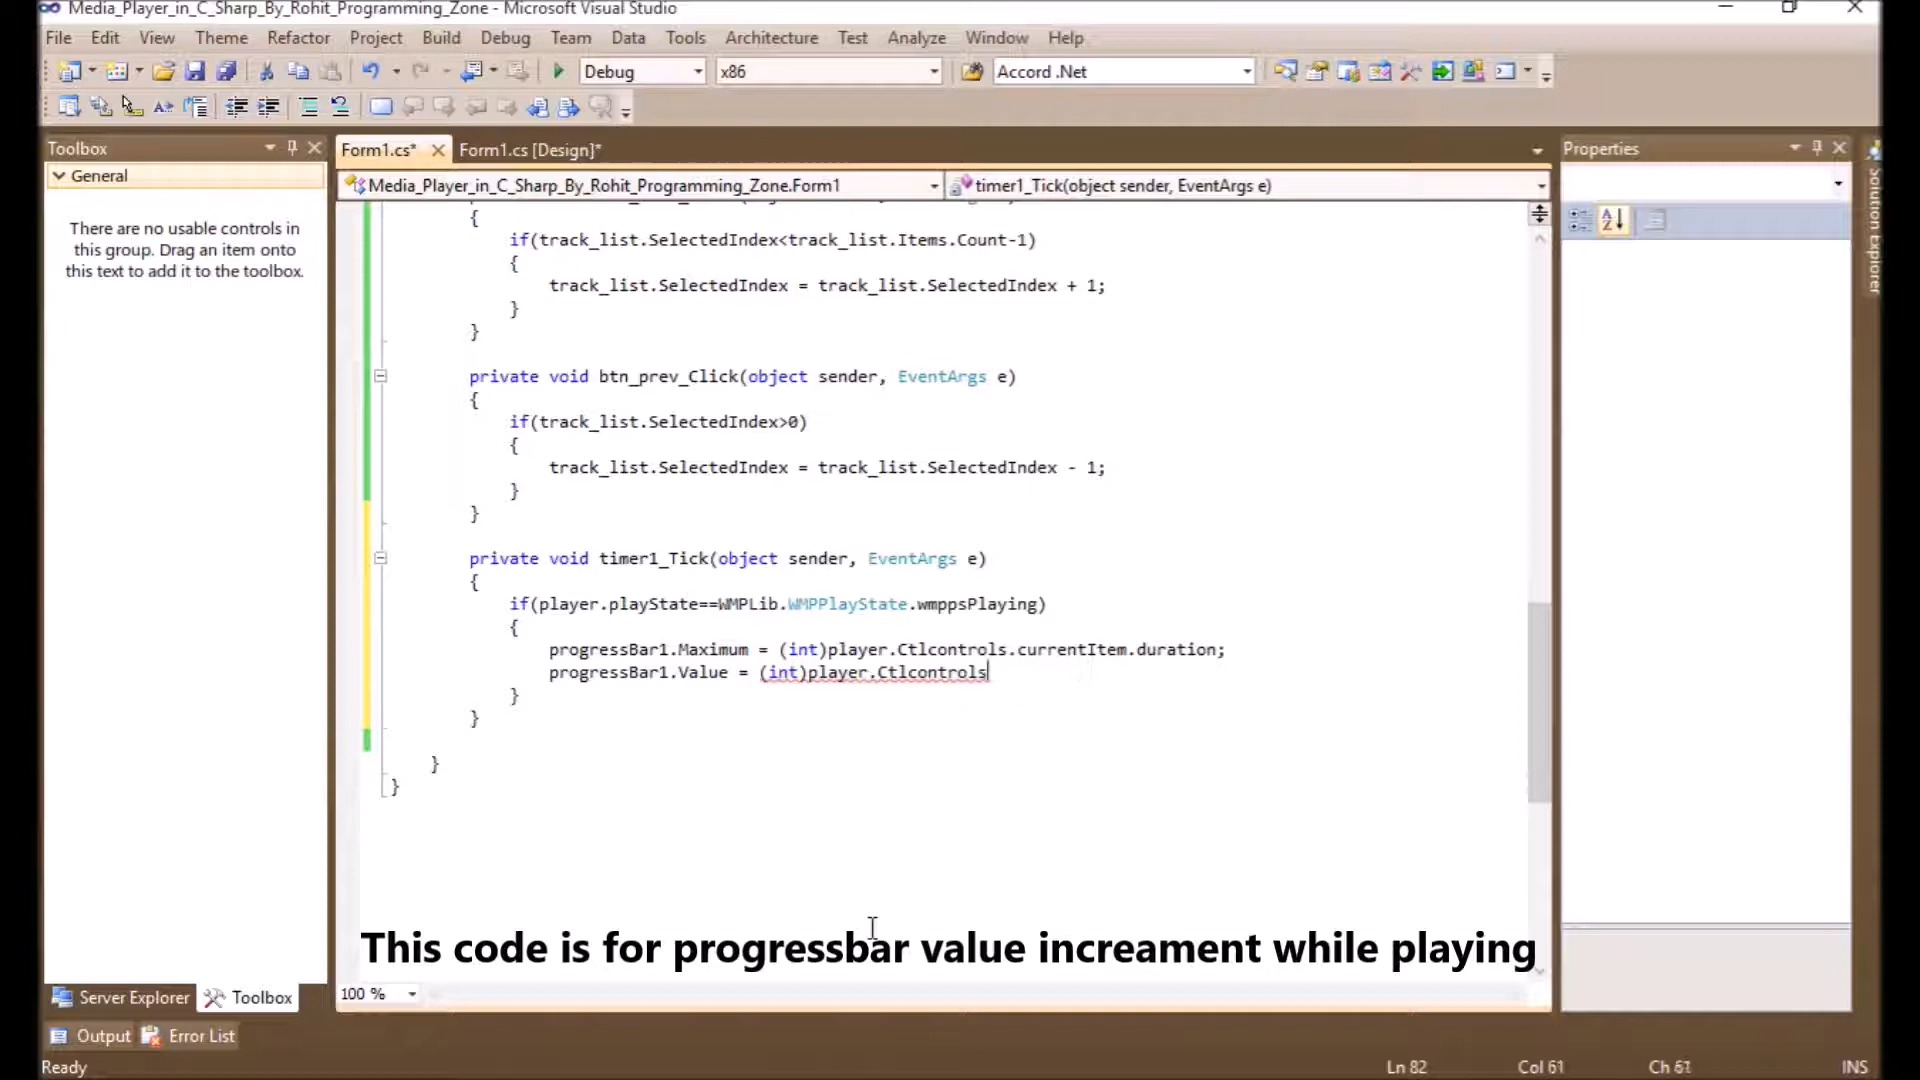 Media_Player_in_C_Sharp_By_Rohit_Programming_Zone - Microsoft Visual Studio
File Edit View Theme Refactor Project Build Debug Team Data Tools Architecture Test Analyze Window Help
Debug x86 Accord .Net
Toolbox
General
There are no usable controls in
this group. Drag an item onto
this text to add it to the toolbox.
Server Explorer Toolbox
Form1.cs* Form1.cs [Design]*
Media_Player_in_C_Sharp_By_Rohit_Programming_Zone.Form1 timer1_Tick(object sender, EventArgs e)
{
if(track_list.SelectedIndex<track_list.Items.Count-1)
{
track_list.SelectedIndex = track_list.SelectedIndex + 1;
}
}
private void btn_prev_Click(object sender, EventArgs e)
{
if(track_list.SelectedIndex>0)
{
track_list.SelectedIndex = track_list.SelectedIndex - 1;
}
}
private void timer1_Tick(object sender, EventArgs e)
{
if(player.playState==WMPLib.WMPPlayState.wmppsPlaying)
{
progressBar1.Maximum = (int)player.Ctlcontrols.currentItem.duration;
progressBar1.Value = (int)player.Ctlcontrols
}
}
}
}
This code is for progressbar value increament while playing
100 %
Properties
Solution Explorer
Output Error List
Ready Ln 82 Col 61 Ch 61 INS